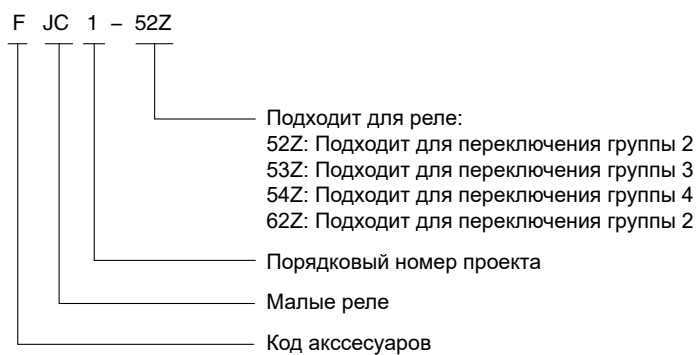 F JC 1 – 52Z
Подходит для реле:
52Z: Подходит для переключения группы 2
53Z: Подходит для переключения группы 3
54Z: Подходит для переключения группы 4
62Z: Подходит для переключения группы 2
Порядковый номер проекта
Малые реле
Код акссесуаров